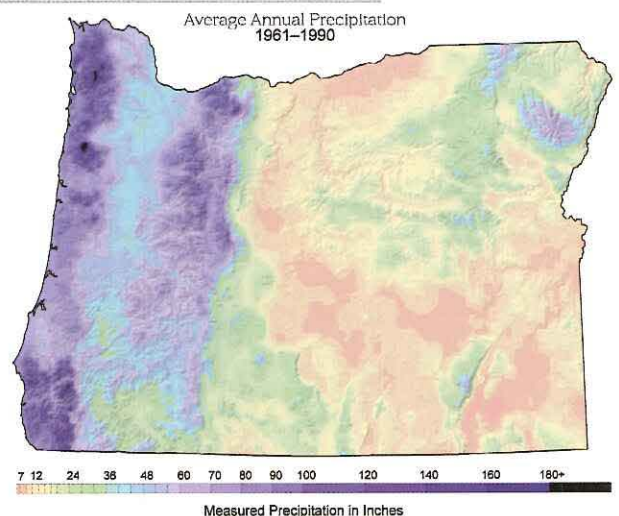 Average Annual Precipitation
1961–1990
7 12 24 36 48 60 70 80 90 100 120 140 160 180+
Measured Precipitation in Inches